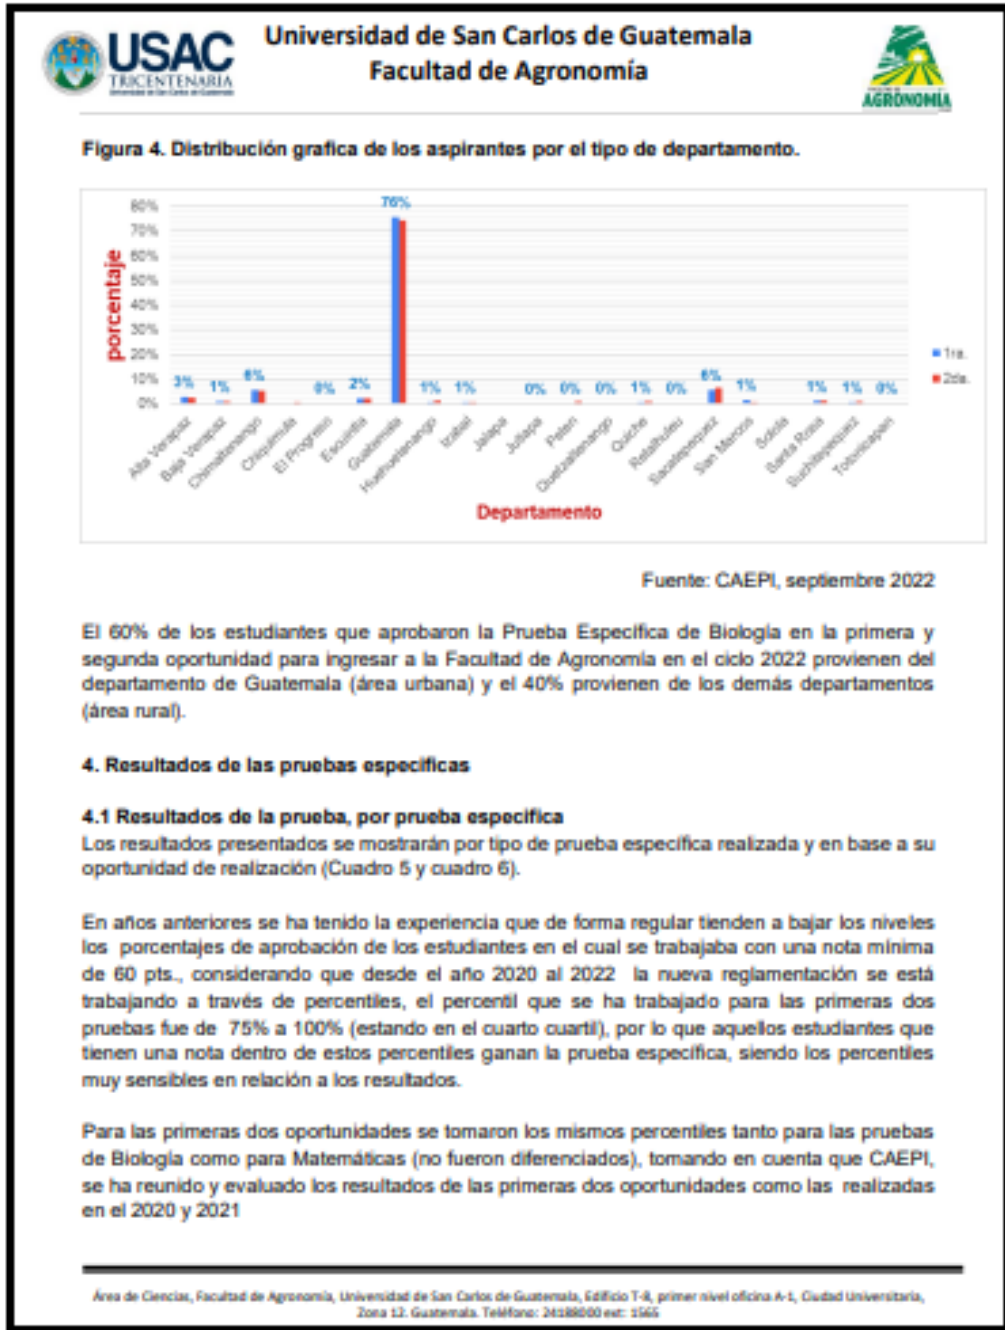 USAC
TRICENTENARIA
Universidad de San Carlos de Guatemala
Universidad de San Carlos de Guatemala
Facultad de Agronomía
AGRONOMIA
Figura 4. Distribución grafica de los aspirantes por el tipo de departamento.
80%
70%
60%
50%
40%
30%
20%
10%
0%
porcentaje
3% 1% 6% 0% 2% 76% 1% 1% 0% 0% 0% 1% 0% 6% 1% 1% 1% 0%
1ra.
2da.
Alta Verapaz
Baja Verapaz
Chimaltenango
Chiquimula
El Progreso
Escuintla
Guatemala
Huehuetenango
Izabal
Jalapa
Jutiapa
Peten
Quetzaltenango
Quiche
Retalhuleu
Sacatepequez
San Marcos
Solola
Santa Rosa
Suchitepequez
Totonicapan
Departamento
Fuente: CAEPI, septiembre 2022
El 60% de los estudiantes que aprobaron la Prueba Específica de Biología en la primera y
segunda oportunidad para ingresar a la Facultad de Agronomía en el ciclo 2022 provienen del
departamento de Guatemala (área urbana) y el 40% provienen de los demás departamentos
(área rural).
4. Resultados de las pruebas especificas
4.1 Resultados de la prueba, por prueba especifica
Los resultados presentados se mostrarán por tipo de prueba específica realizada y en base a su
oportunidad de realización (Cuadro 5 y cuadro 6).
En años anteriores se ha tenido la experiencia que de forma regular tienden a bajar los niveles
los porcentajes de aprobación de los estudiantes en el cual se trabajaba con una nota mínima
de 60 pts., considerando que desde el año 2020 al 2022 la nueva reglamentación se está
trabajando a través de percentiles, el percentil que se ha trabajado para las primeras dos
pruebas fue de 75% a 100% (estando en el cuarto cuartil), por lo que aquellos estudiantes que
tienen una nota dentro de estos percentiles ganan la prueba específica, siendo los percentiles
muy sensibles en relación a los resultados.
Para las primeras dos oportunidades se tomaron los mismos percentiles tanto para las pruebas
de Biología como para Matemáticas (no fueron diferenciados), tomando en cuenta que CAEPI,
se ha reunido y evaluado los resultados de las primeras dos oportunidades como las realizadas
en el 2020 y 2021
Área de Ciencias, Facultad de Agronomía, Universidad de San Carlos de Guatemala, Edificio T-8, primer nivel oficina A-1, Ciudad Universitaria,
Zona 12. Guatemala. Teléfono: 24188000 ext: 1565